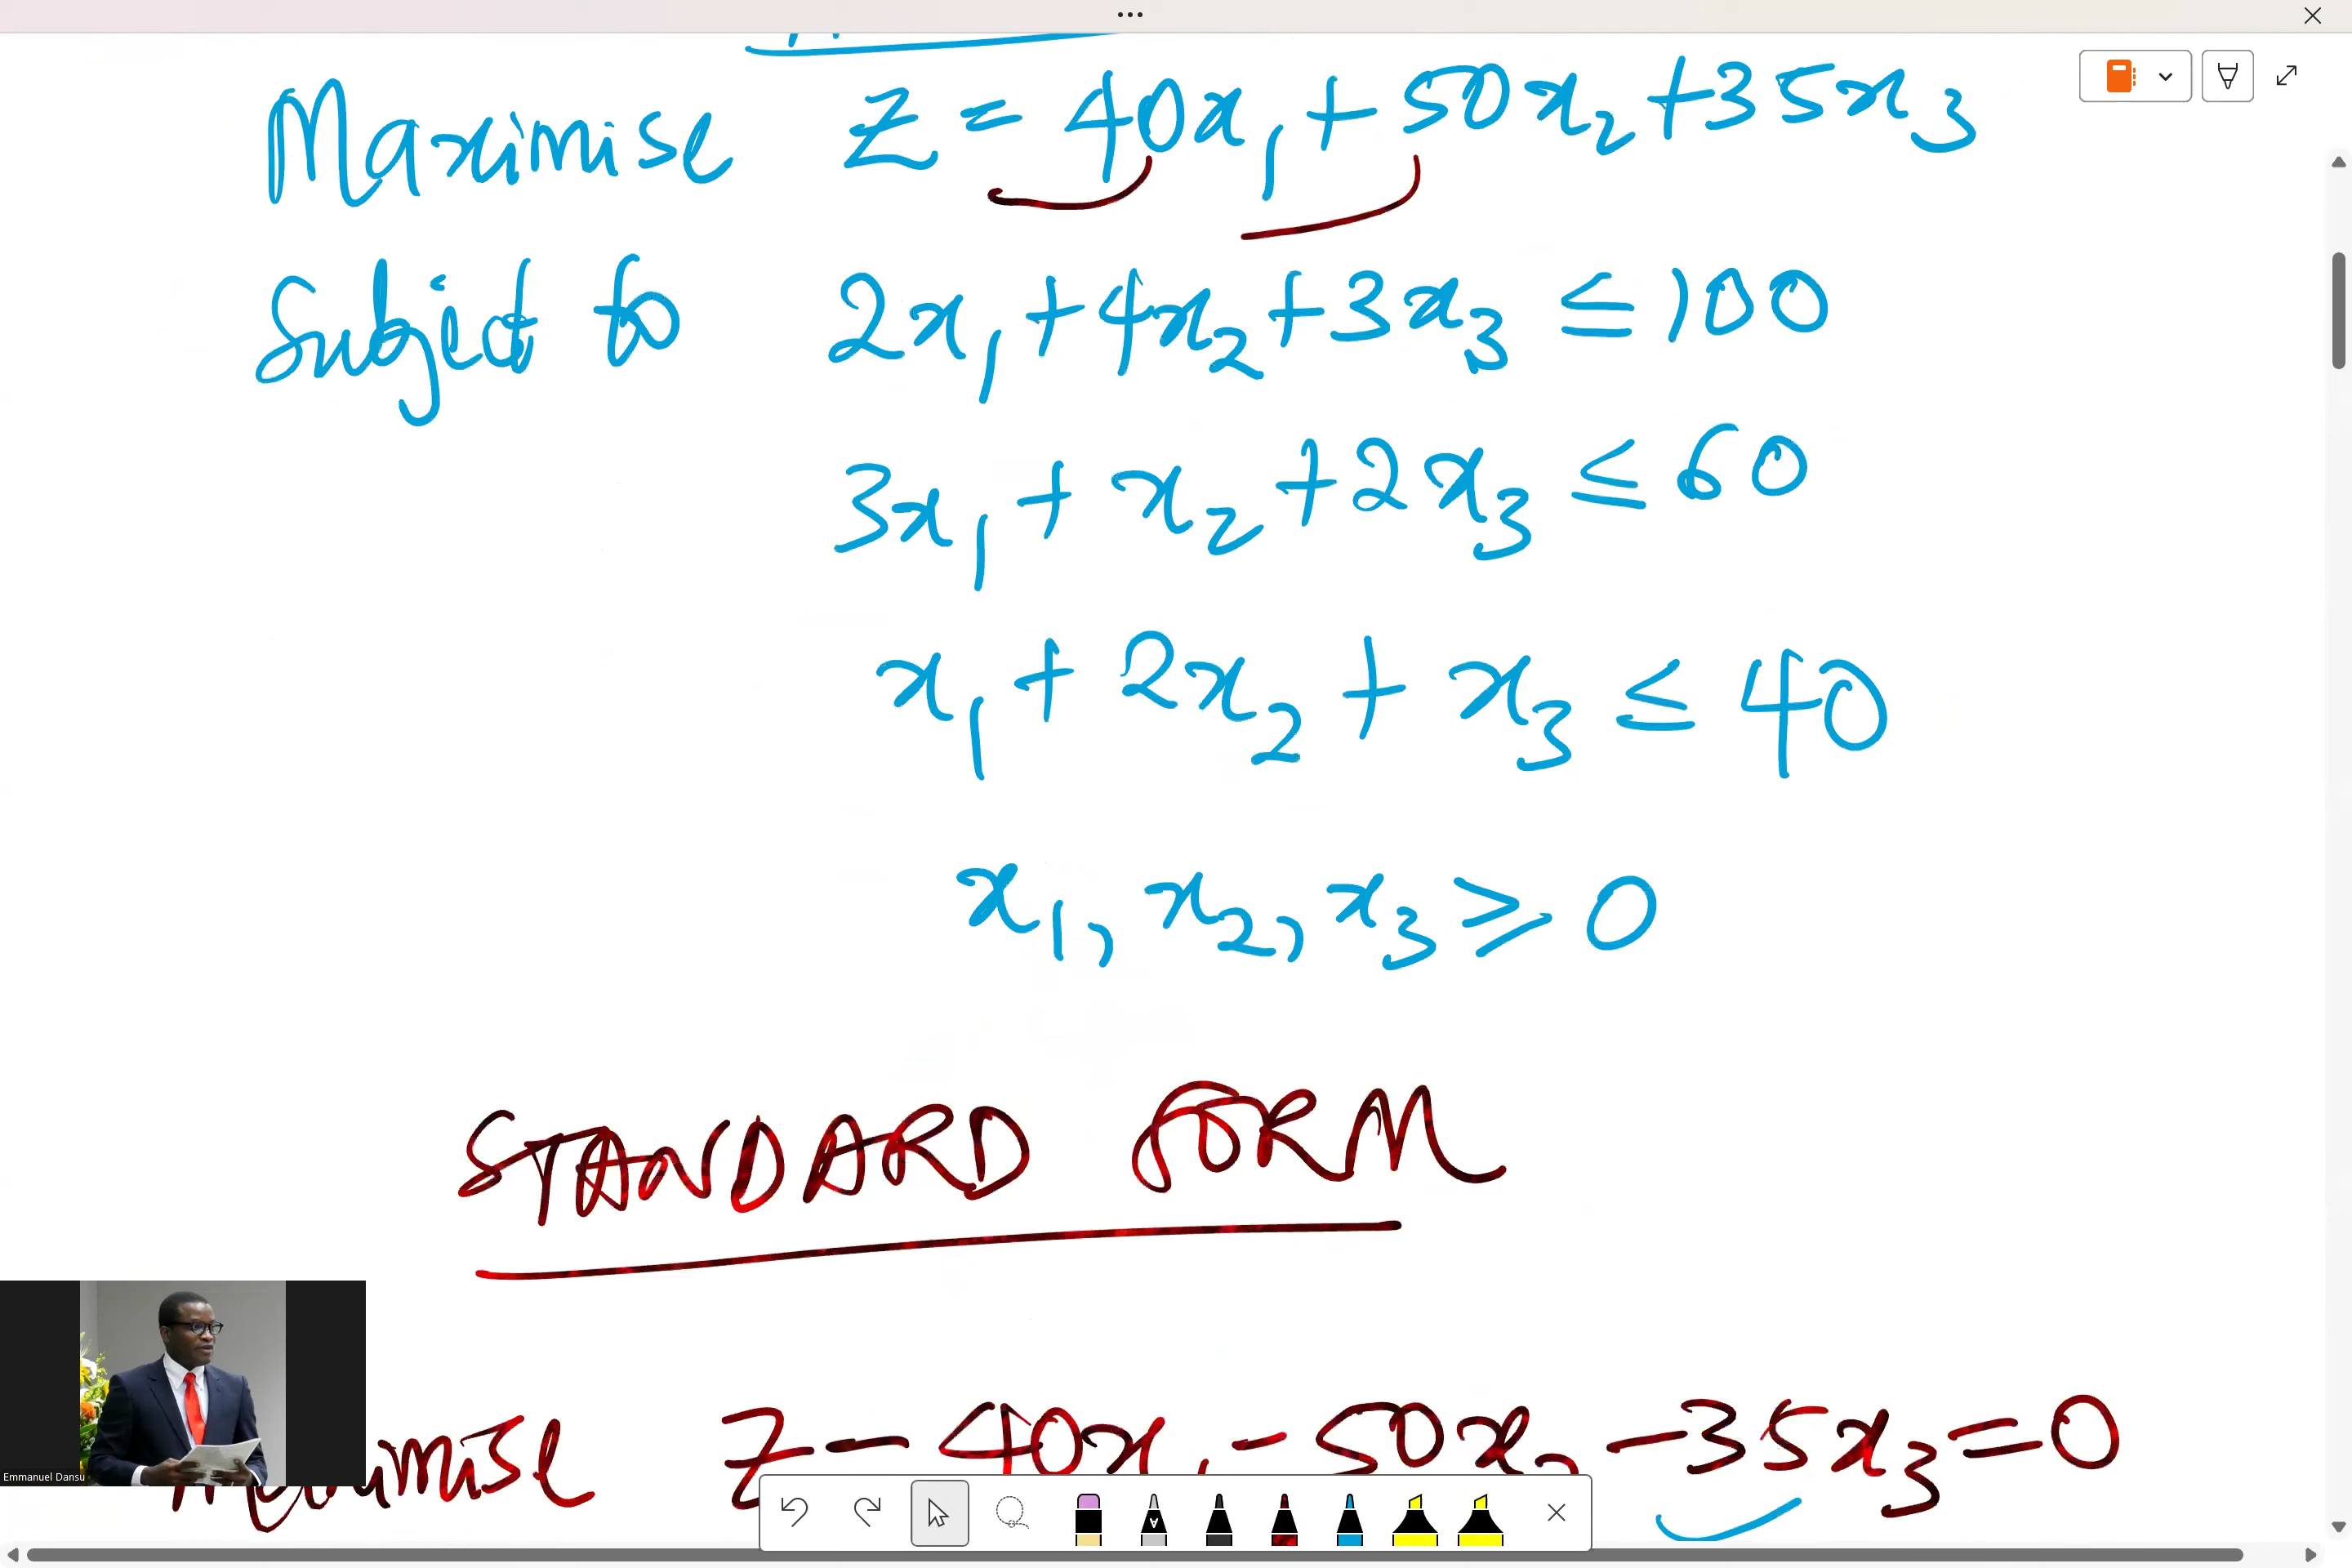 Maximise z = 40x₁ + 50x₂ + 35x₃
Subject to 2x₁ + 4x₂ + 3x₃ ≤ 100
3x₁ + x₂ + 2x₃ ≤ 60
x₁ + 2x₂ + x₃ ≤ 40
x₁, x₂, x₃ ≥ 0
STANDARD FORM
z − 40x₁ − 50x₂ − 35x₃ = 0
Emmanuel Dansu